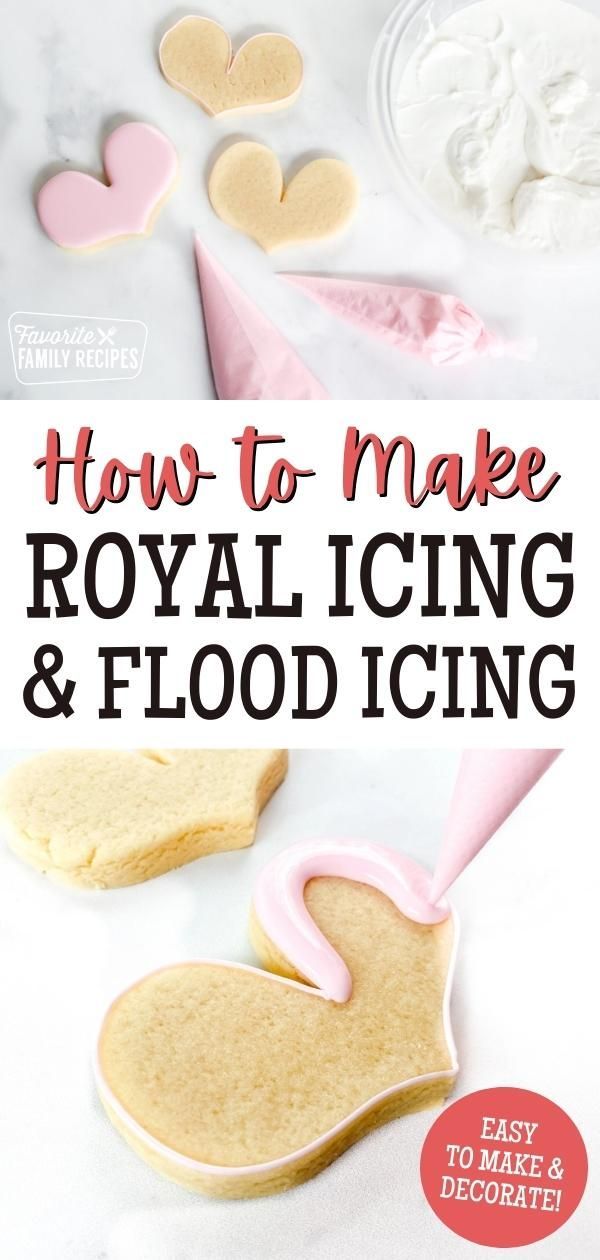 Favorite
FAMILY RECIPES
How to Make
ROYAL ICING
& FLOOD ICING
EASY
TO MAKE &
DECORATE!